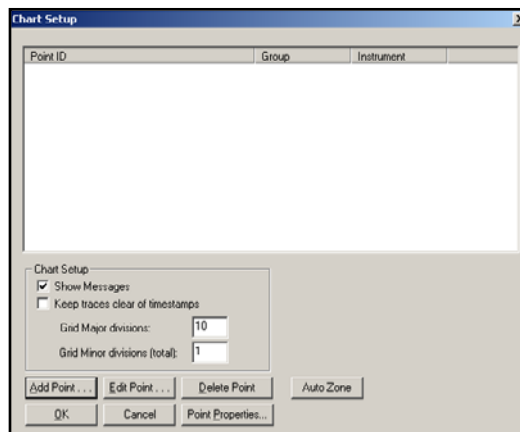 Chart Setup
Point ID Group Instrument
Chart Setup
Show Messages
Keep traces clear of timestamps
Grid Major divisions: 10
Grid Minor divisions (total): 1
Add Point . . . Edit Point . . . Delete Point Auto Zone
OK Cancel Point Properties...